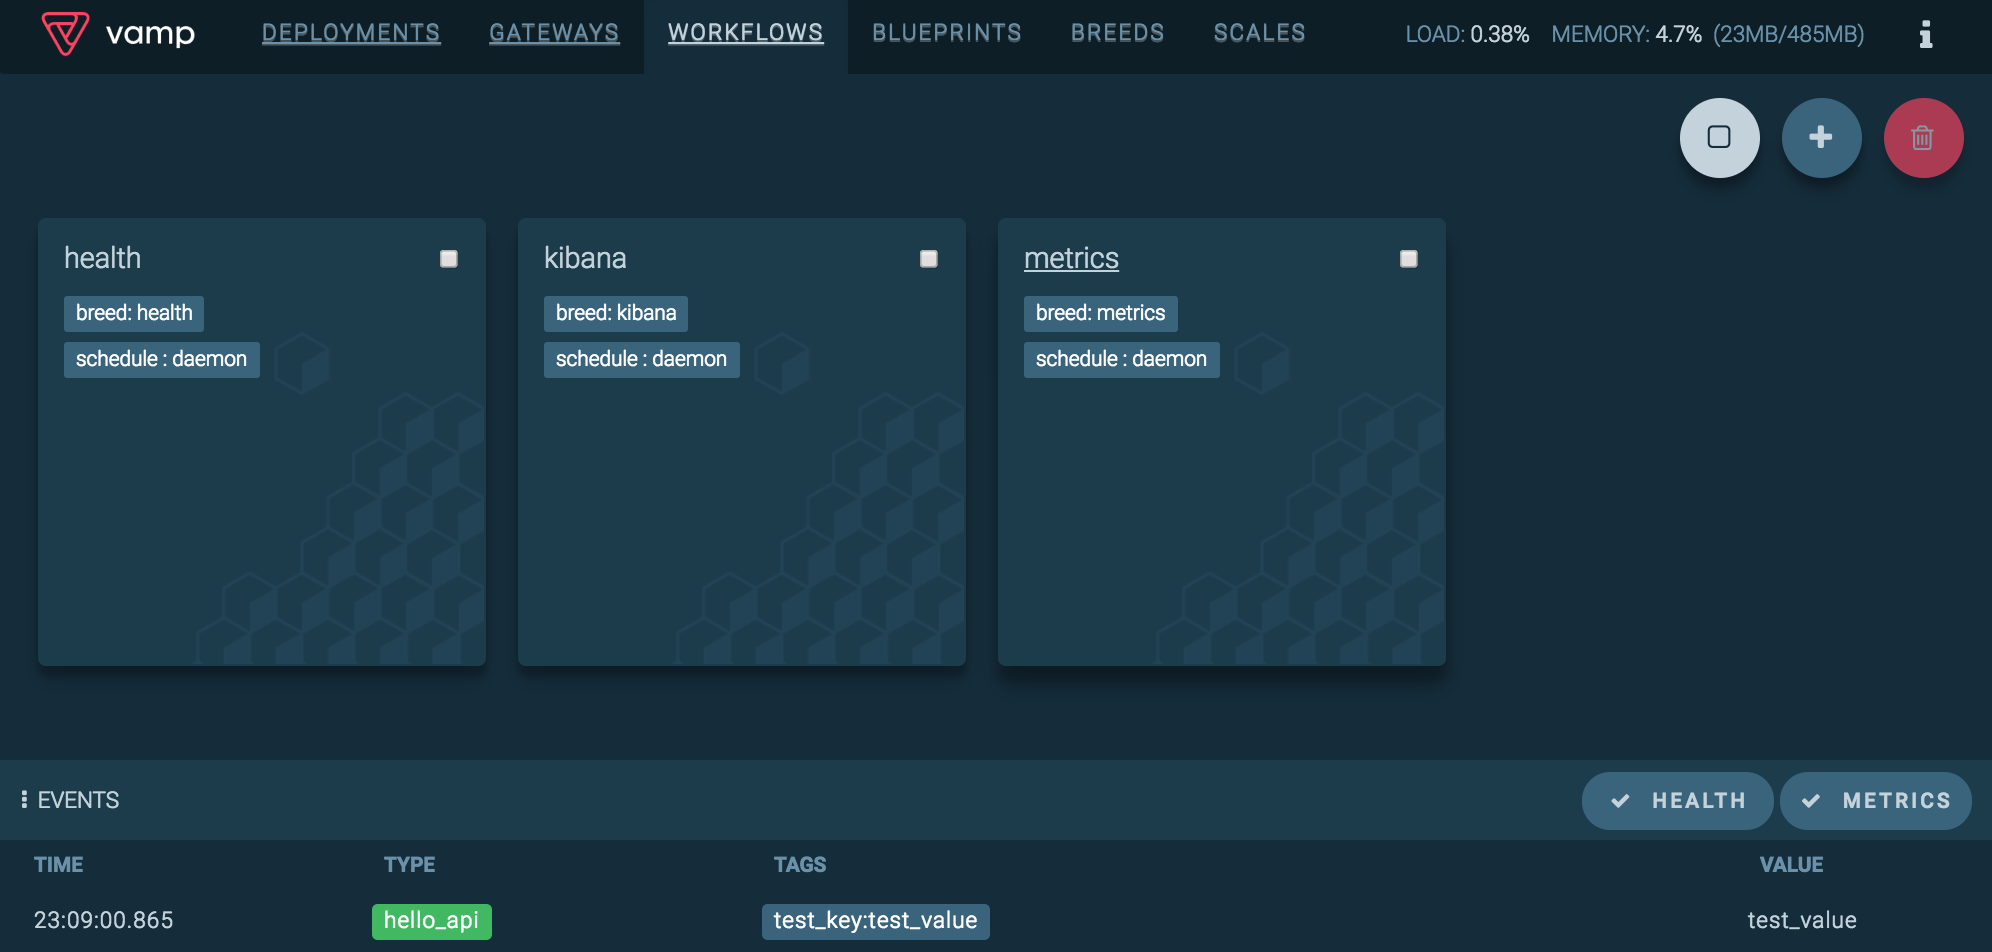 vamp DEPLOYMENTS GATEWAYS WORKFLOWS BLUEPRINTS BREEDS SCALES LOAD: 0.38% MEMORY: 4.7% (23MB/485MB)
health
breed: health
schedule : daemon
kibana
breed: kibana
schedule : daemon
metrics
breed: metrics
schedule : daemon
EVENTS HEALTH METRICS
TIME TYPE TAGS VALUE
23:09:00.865 hello_api test_key:test_value test_value